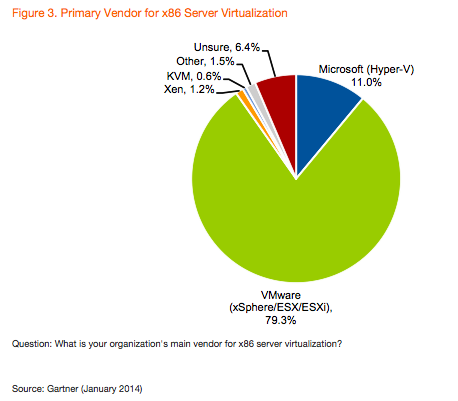 Figure 3. Primary Vendor for x86 Server Virtualization
Unsure, 6.4%
Other, 1.5%
KVM, 0.6%
Xen, 1.2%
Microsoft (Hyper-V)
11.0%
VMware
(xSphere/ESX/ESXi),
79.3%
Question: What is your organization's main vendor for x86 server virtualization?
Source: Gartner (January 2014)